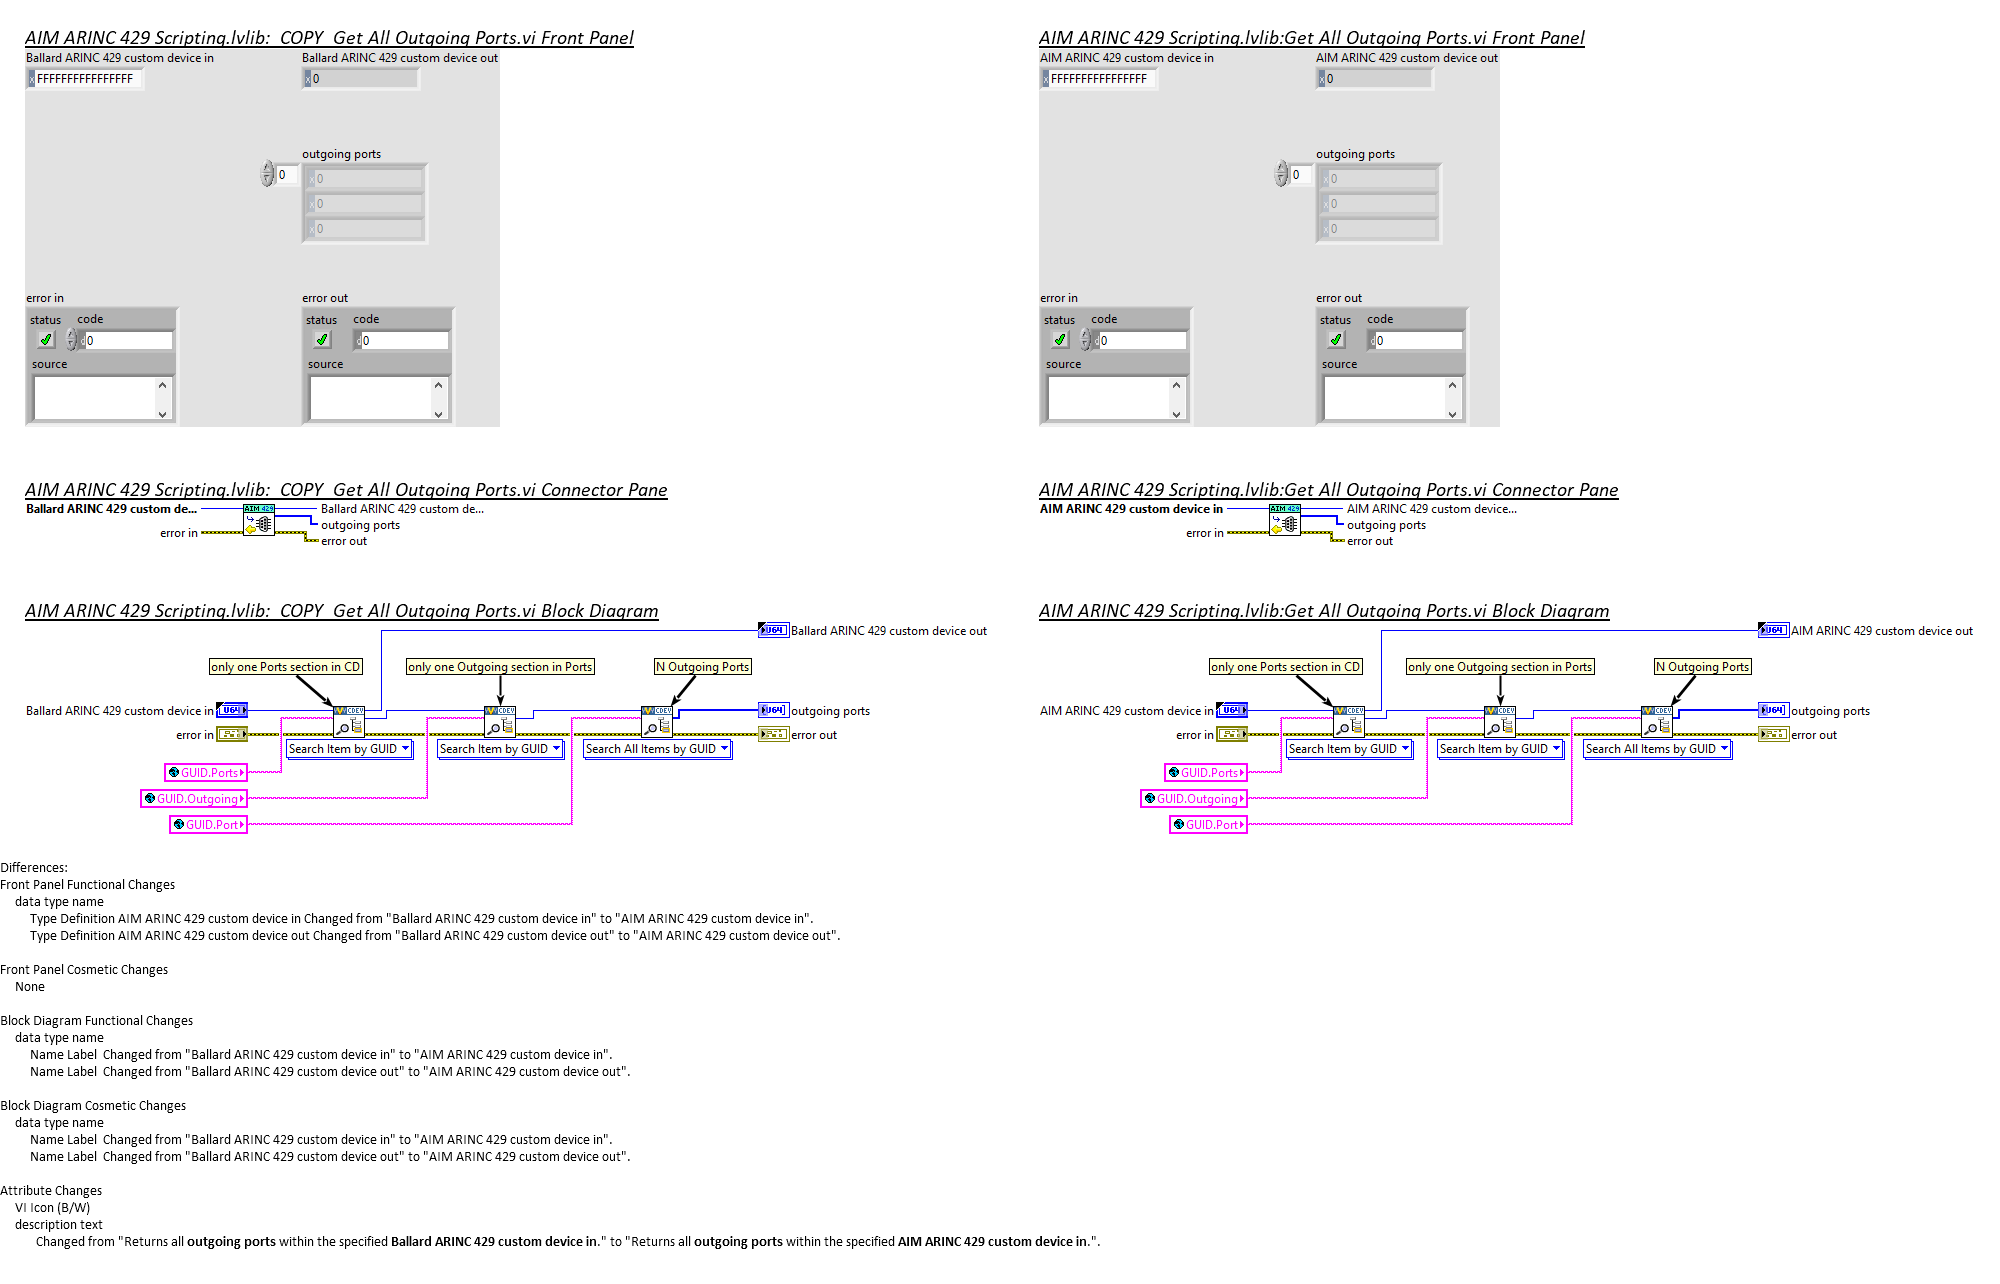 AIM ARINC 429 Scripting.lvlib:  COPY  Get All Outgoing Ports.vi Front Panel
Ballard ARINC 429 custom device in
Ballard ARINC 429 custom device out
x FFFFFFFFFFFFFFFF
x 0
outgoing ports
0
x 0
x 0
x 0
error in
error out
status code
status code
d 0
d 0
source
source
AIM ARINC 429 Scripting.lvlib:Get All Outgoing Ports.vi Front Panel
AIM ARINC 429 custom device in
AIM ARINC 429 custom device out
x FFFFFFFFFFFFFFFF
x 0
outgoing ports
0
x 0
x 0
x 0
error in
error out
status code
status code
d 0
d 0
source
source
AIM ARINC 429 Scripting.lvlib:  COPY  Get All Outgoing Ports.vi Connector Pane
Ballard ARINC 429 custom de...
AIM 429
Ballard ARINC 429 custom de...
outgoing ports
error in
error out
AIM ARINC 429 Scripting.lvlib:Get All Outgoing Ports.vi Connector Pane
AIM ARINC 429 custom device in
AIM 429
AIM ARINC 429 custom device...
outgoing ports
error in
error out
AIM ARINC 429 Scripting.lvlib:  COPY  Get All Outgoing Ports.vi Block Diagram
U64 Ballard ARINC 429 custom device out
only one Ports section in CD
only one Outgoing section in Ports
N Outgoing Ports
Ballard ARINC 429 custom device in U64
CDEV
CDEV
CDEV
U64 outgoing ports
error in
error out
Search Item by GUID
Search Item by GUID
Search All Items by GUID
GUID.Ports
GUID.Outgoing
GUID.Port
AIM ARINC 429 Scripting.lvlib:Get All Outgoing Ports.vi Block Diagram
U64 AIM ARINC 429 custom device out
only one Ports section in CD
only one Outgoing section in Ports
N Outgoing Ports
AIM ARINC 429 custom device in U64
CDEV
CDEV
CDEV
U64 outgoing ports
error in
error out
Search Item by GUID
Search Item by GUID
Search All Items by GUID
GUID.Ports
GUID.Outgoing
GUID.Port
Differences:
Front Panel Functional Changes
data type name
Type Definition AIM ARINC 429 custom device in Changed from "Ballard ARINC 429 custom device in" to "AIM ARINC 429 custom device in".
Type Definition AIM ARINC 429 custom device out Changed from "Ballard ARINC 429 custom device out" to "AIM ARINC 429 custom device out".
Front Panel Cosmetic Changes
None
Block Diagram Functional Changes
data type name
Name Label  Changed from "Ballard ARINC 429 custom device in" to "AIM ARINC 429 custom device in".
Name Label  Changed from "Ballard ARINC 429 custom device out" to "AIM ARINC 429 custom device out".
Block Diagram Cosmetic Changes
data type name
Name Label  Changed from "Ballard ARINC 429 custom device in" to "AIM ARINC 429 custom device in".
Name Label  Changed from "Ballard ARINC 429 custom device out" to "AIM ARINC 429 custom device out".
Attribute Changes
VI Icon (B/W)
description text
Changed from "Returns all outgoing ports within the specified Ballard ARINC 429 custom device in." to "Returns all outgoing ports within the specified AIM ARINC 429 custom device in.".